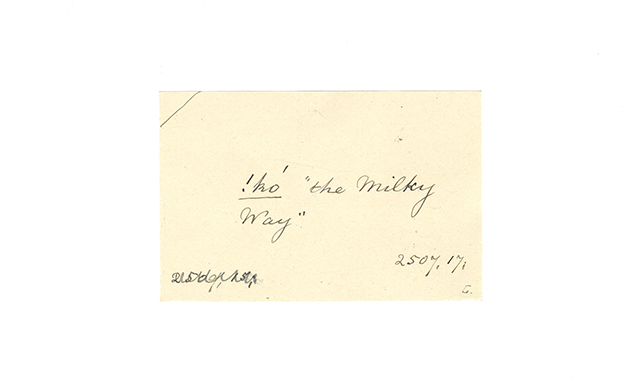 !kó' "the Milky
Way"
2507.17.
G.